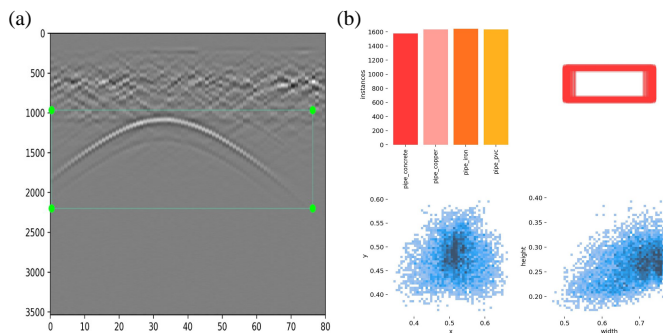 (a)
0
500
1000
1500
2000
2500
3000
3500
0 10 20 30 40 50 60 70 80
(b)
1600
1400
1200
1000
800
600
400
200
0
instances
pipe_concrete
pipe_copper
pipe_iron
pipe_pvc
0.60
0.55
0.50
0.45
0.40
y
0.4 0.5 0.6
x
0.40
0.35
0.30
0.25
0.20
height
0.5 0.6 0.7
width